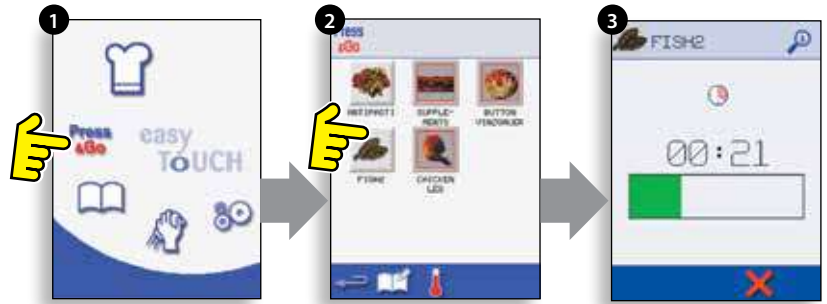 1
Press
&Go
easy
TOUCH
2
Press
&Go
ANTIPASTI
SUPPLE-
MENTS
BUTTON
FISH2
CHICKEN
LEG
3
FISH2
00:21